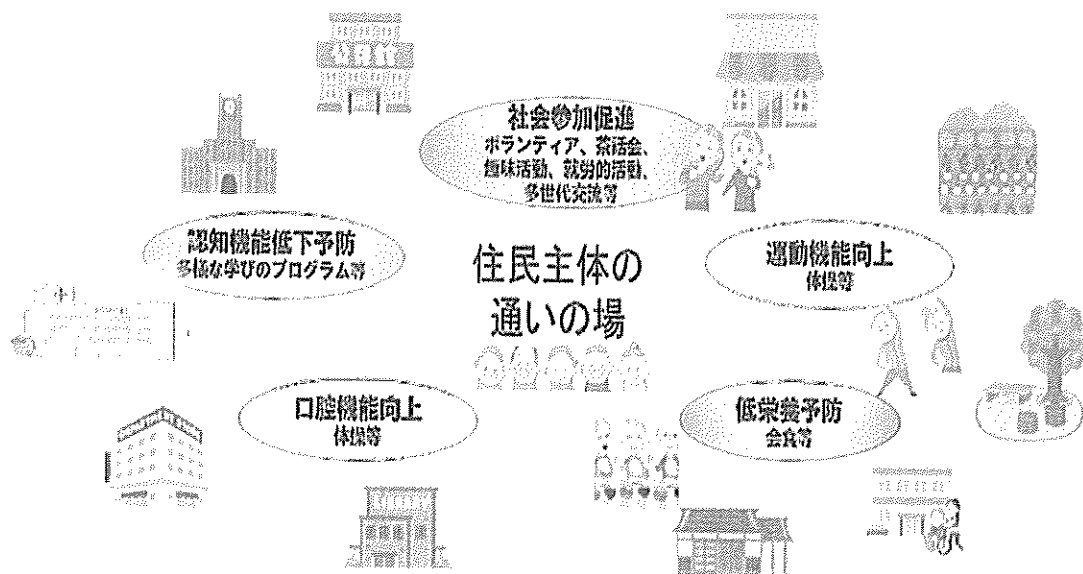 社会参加促進
ボランティア、茶話会、
趣味活動、就労的活動、
多世代交流等
認知機能低下予防
多様な学びのプログラム等
住民主体の
通いの場
運動機能向上
体操等
口腔機能向上
体操等
低栄養予防
会食等